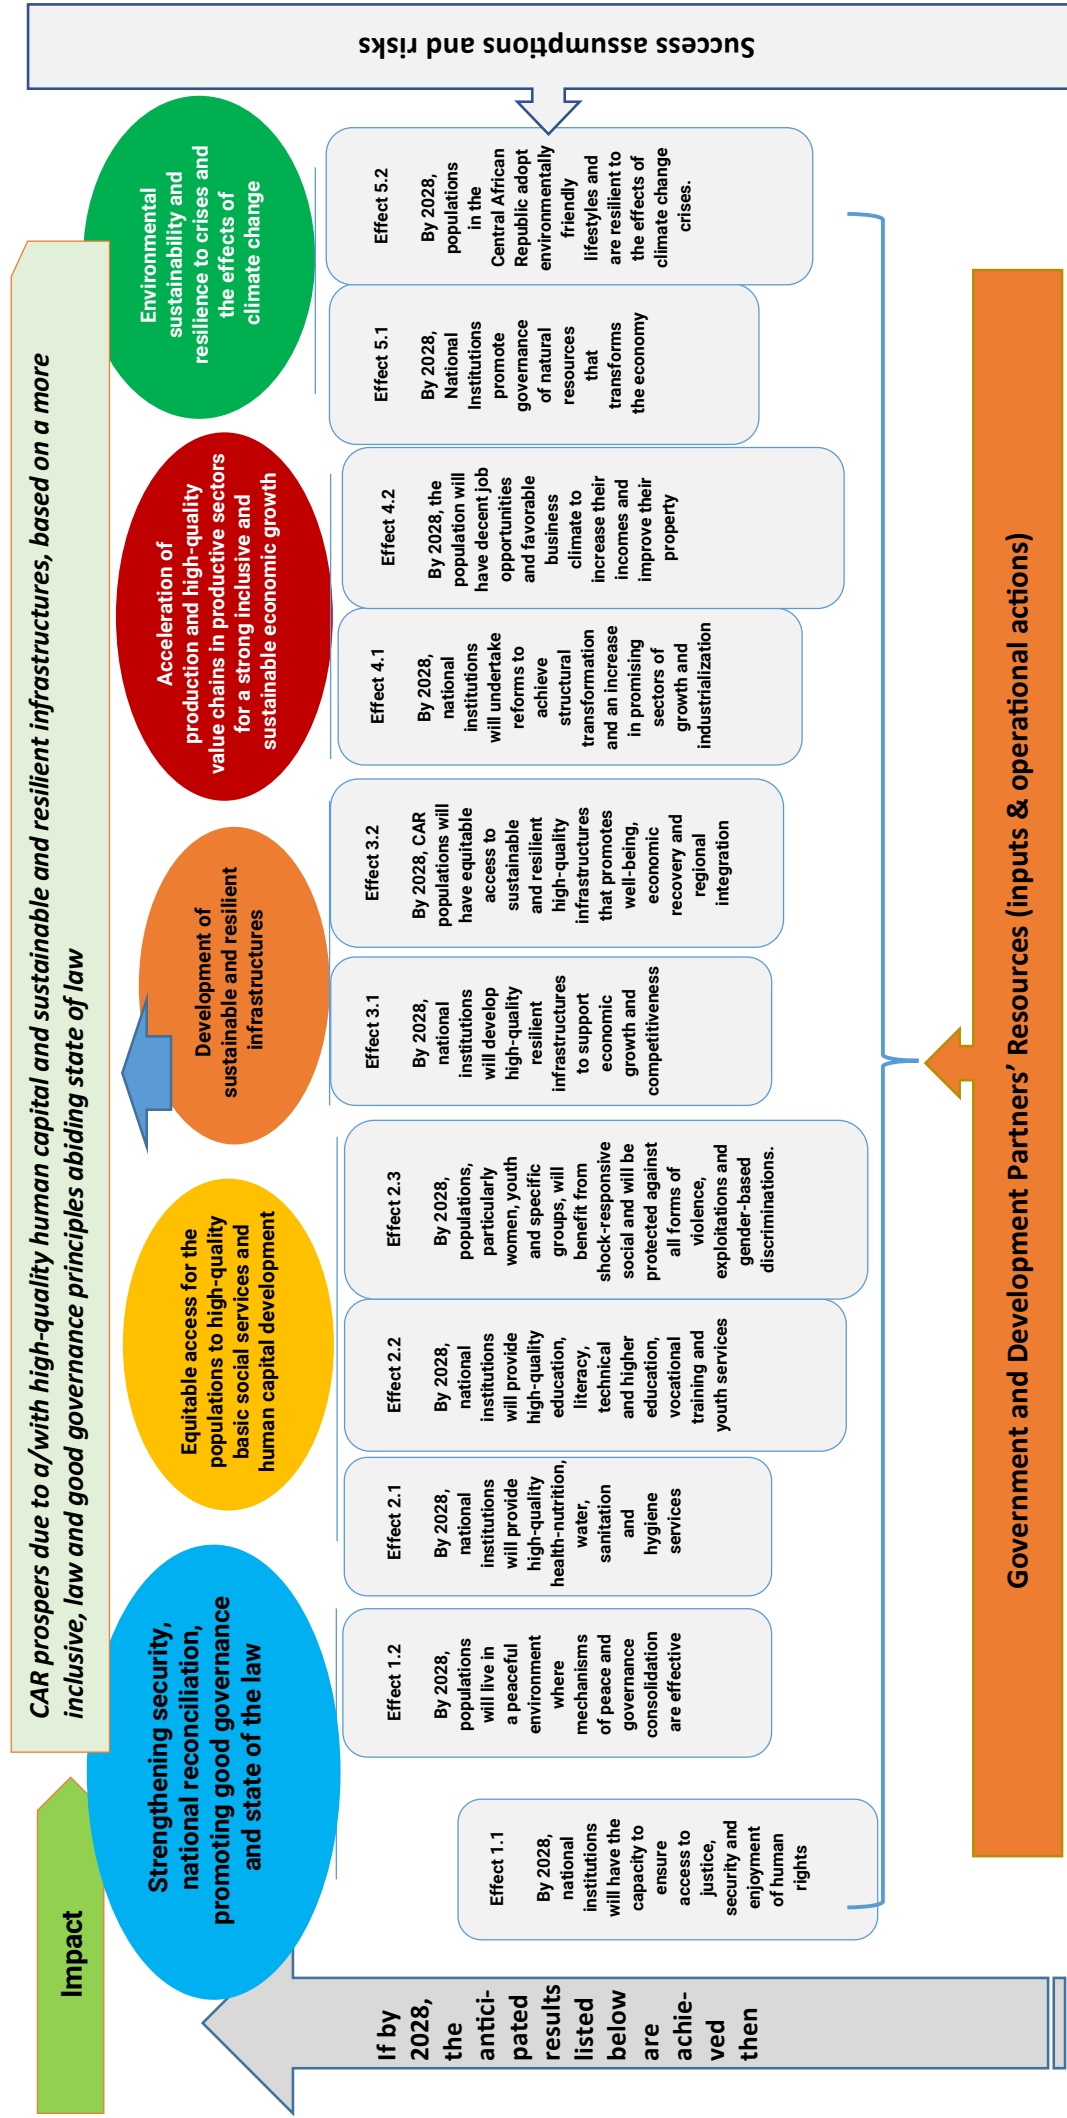 Impact
CAR prospers due to a/with high-quality human capital and sustainable and resilient infrastructures, based on a more
inclusive, law and good governance principles abiding state of law
Strengthening security,
national reconciliation,
promoting good governance
and state of the law
Equitable access for the
populations to high-quality
basic social services and
human capital development
Development of
sustainable and resilient
infrastructures
Acceleration of
production and high-quality
value chains in productive sectors
for a strong inclusive and
sustainable economic growth
Environmental
sustainability and
resilience to crises and
the effects of
climate change
If by
2028,
the
antici-
pated
results
listed
below
are
achie-
ved
then
Effect 1.1
By 2028,
national
institutions
will have the
capacity to
ensure
access to
justice,
security and
enjoyment
of human
rights
Effect 1.2
By 2028,
populations
will live in
a peaceful
environment
where
mechanisms
of peace and
governance
consolidation
are effective
Effect 2.1
By 2028,
national
institutions
will provide
high-quality
health-nutrition,
water,
sanitation
and
hygiene
services
Effect 2.2
By 2028,
national
institutions
will provide
high-quality
education,
literacy,
technical
and higher
education,
vocational
training and
youth services
Effect 2.3
By 2028,
populations,
particularly
women, youth
and specific
groups, will
benefit from
shock-responsive
social and will be
protected against
all forms of
violence,
exploitations and
gender-based
discriminations.
Effect 3.1
By 2028,
national
institutions
will develop
high-quality
resilient
infrastructures
to support
economic
growth and
competitiveness
Effect 3.2
By 2028, CAR
populations will
have equitable
access to
sustainable
and resilient
high-quality
infrastructures
that promotes
well-being,
economic
recovery and
regional
integration
Effect 4.1
By 2028,
national
institutions
will undertake
reforms to
achieve
structural
transformation
and an increase
in promising
sectors of
growth and
industrialization
Effect 4.2
By 2028, the
population will
have decent job
opportunities
and favorable
business
climate to
increase their
incomes and
improve their
property
Effect 5.1
By 2028,
National
Institutions
promote
governance
of natural
resources
that
transforms
the economy
Effect 5.2
By 2028,
populations
in the
Central African
Republic adopt
environmentally
friendly
lifestyles and
are resilient to
the effects of
climate change
crises.
Success assumptions and risks
Government and Development Partners’ Resources (inputs & operational actions)